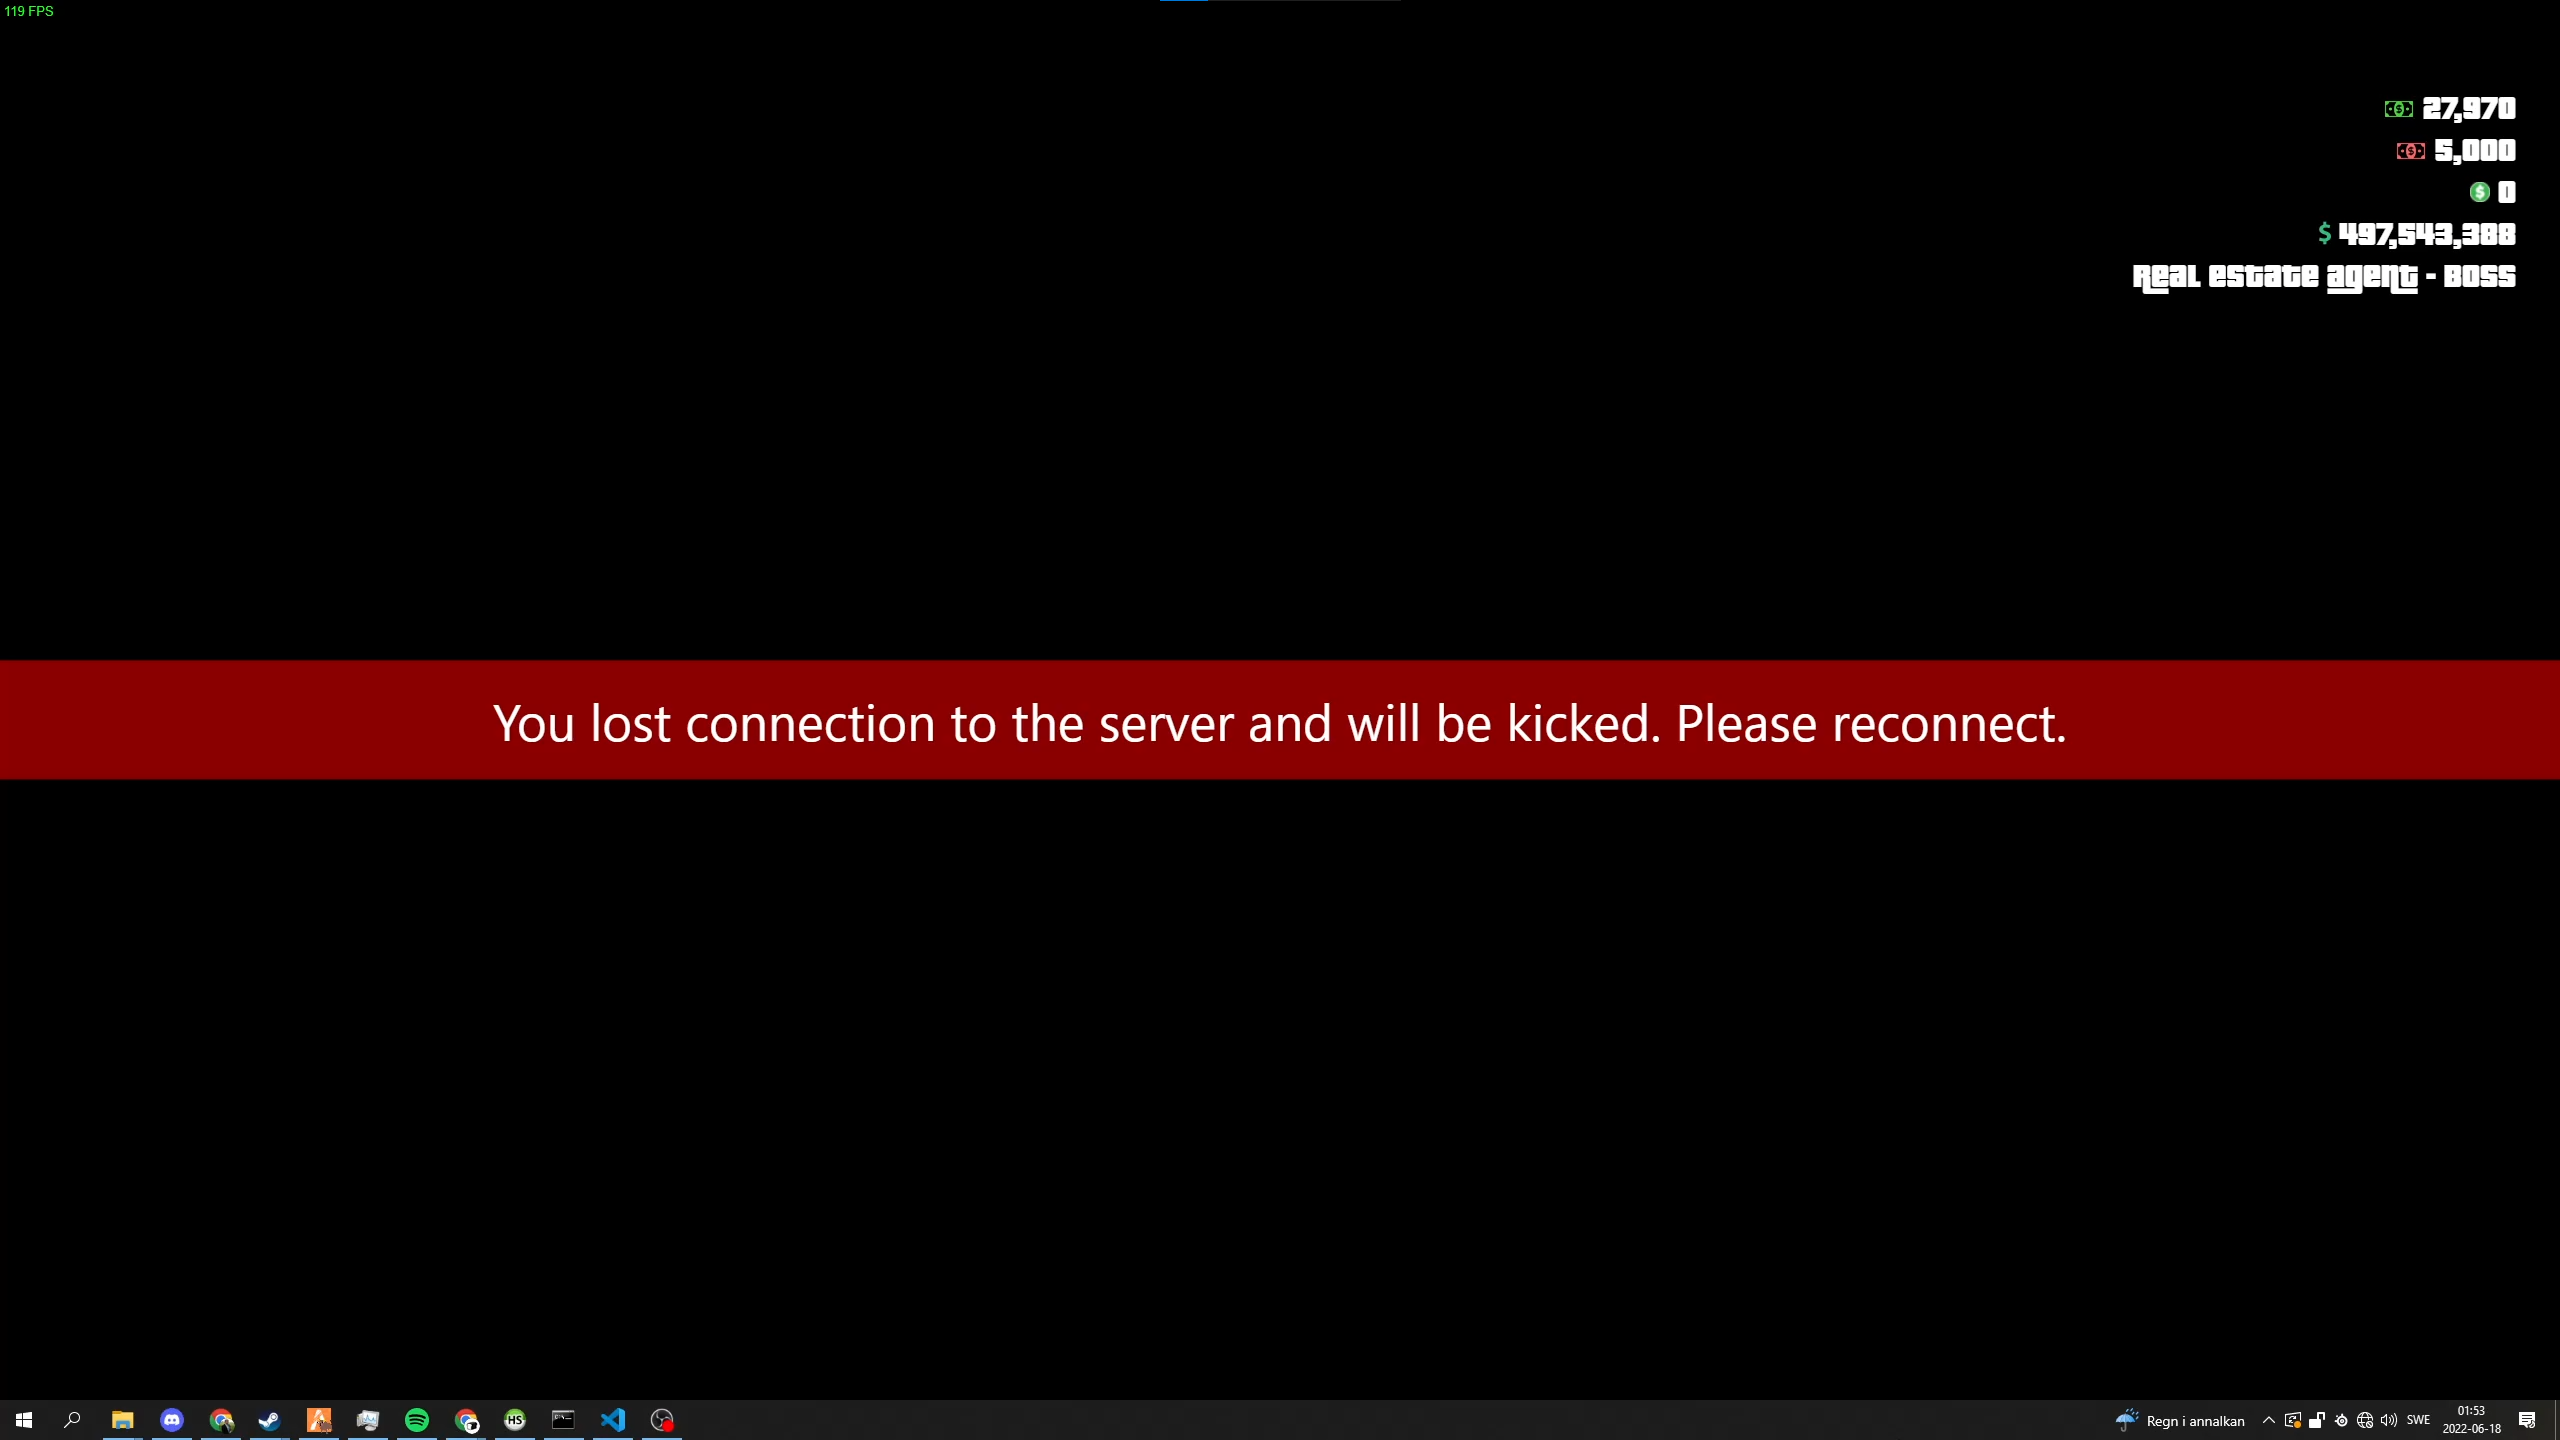 119 FPS
27,970
5,000
0
$ 497,543,388
Real estate agent - Boss
You lost connection to the server and will be kicked. Please reconnect.
HS
Regn i annalkan
SWE
01:53
2022-06-18